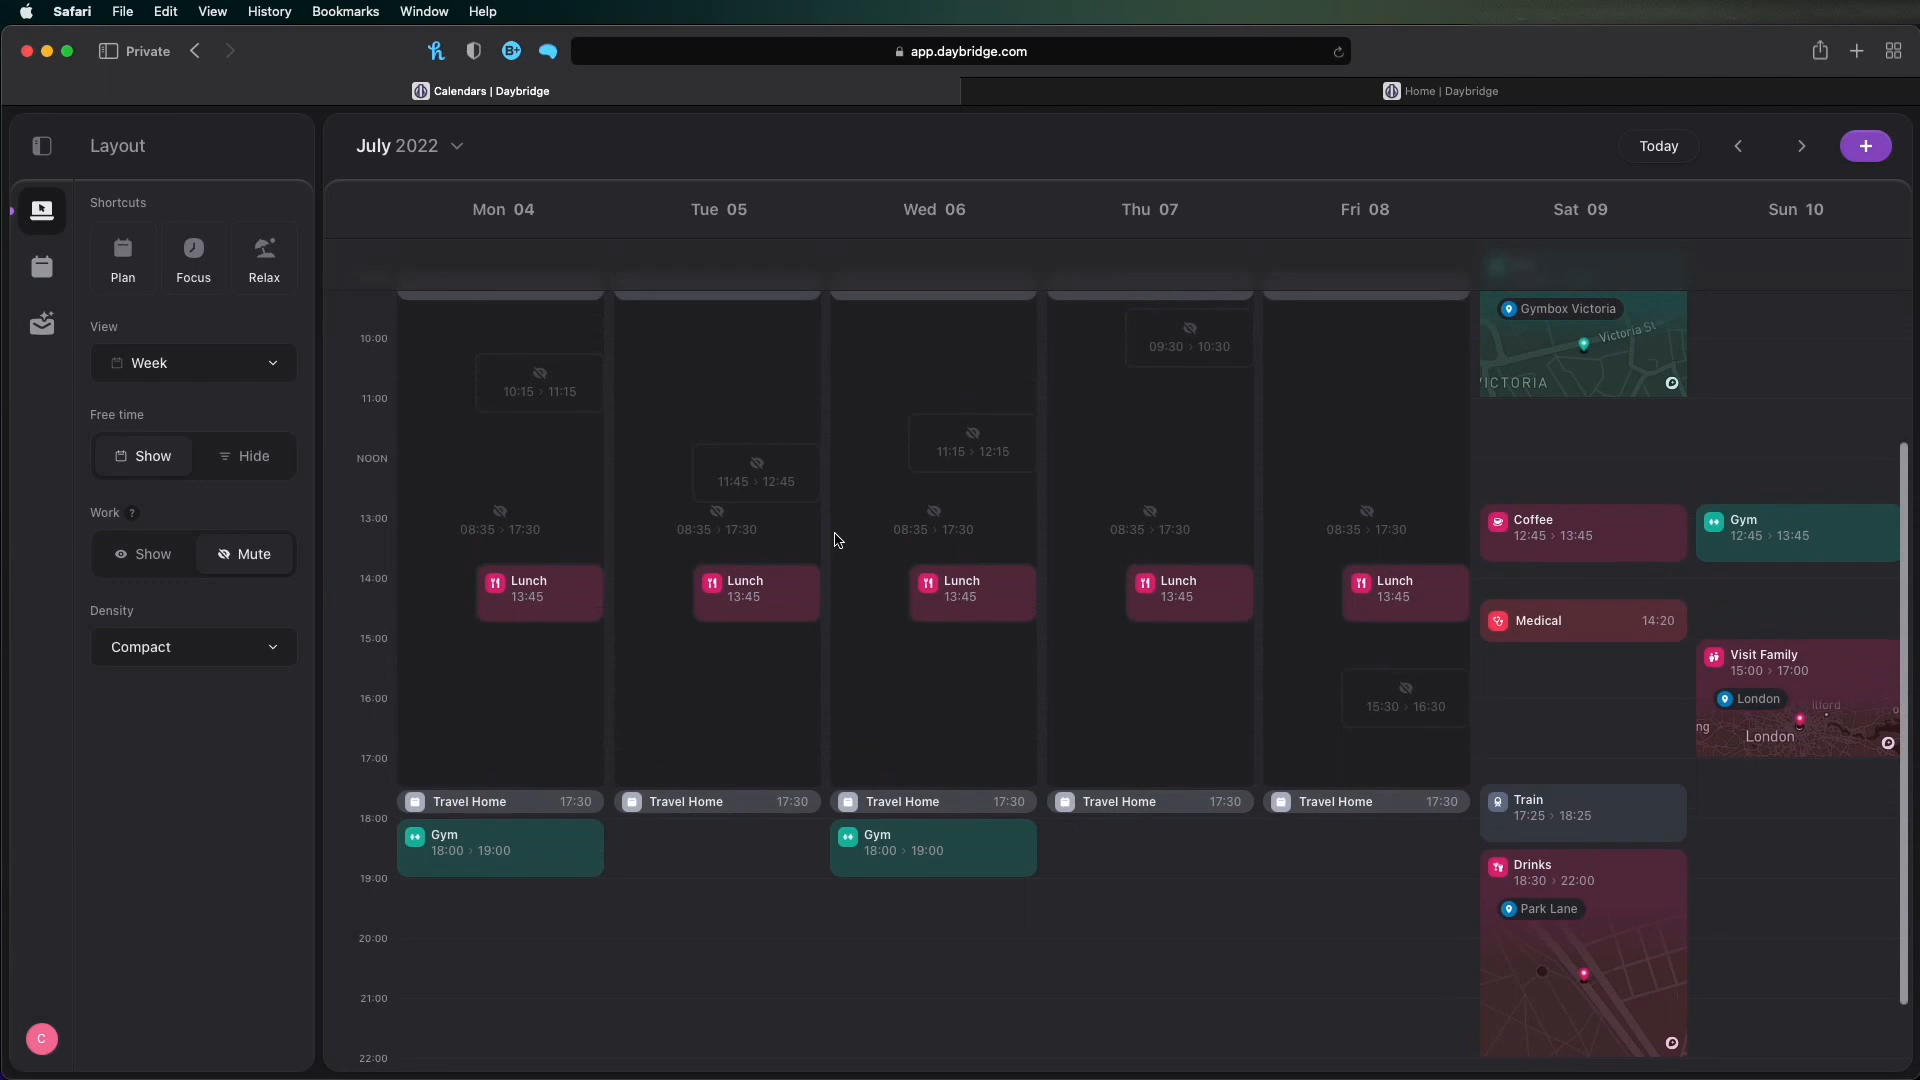 Safari File Edit View History Bookmarks Window Help
Private
app.daybridge.com
Calendars | Daybridge
Home | Daybridge
Layout
Shortcuts
Plan Focus Relax
View
Week
Free time
Show Hide
Work ?
Show Mute
Density
Compact
C
July 2022
Today
+
Mon 04 Tue 05 Wed 06 Thu 07 Fri 08 Sat 09 Sun 10
10:00
11:00
NOON
13:00
14:00
15:00
16:00
17:00
18:00
19:00
20:00
21:00
22:00
10:15 › 11:15
08:35 › 17:30
Lunch
13:45
Travel Home 17:30
Gym
18:00 › 19:00
11:45 › 12:45
08:35 › 17:30
Lunch
13:45
Travel Home 17:30
11:15 › 12:15
08:35 › 17:30
Lunch
13:45
Travel Home 17:30
Gym
18:00 › 19:00
09:30 › 10:30
08:35 › 17:30
Lunch
13:45
Travel Home 17:30
08:35 › 17:30
Lunch
13:45
15:30 › 16:30
Travel Home 17:30
Gymbox Victoria
Victoria St
VICTORIA
Coffee
12:45 › 13:45
Medical 14:20
Train
17:25 › 18:25
Drinks
18:30 › 22:00
Park Lane
Gym
12:45 › 13:45
Visit Family
15:00 › 17:00
London
Ilford
ng
London